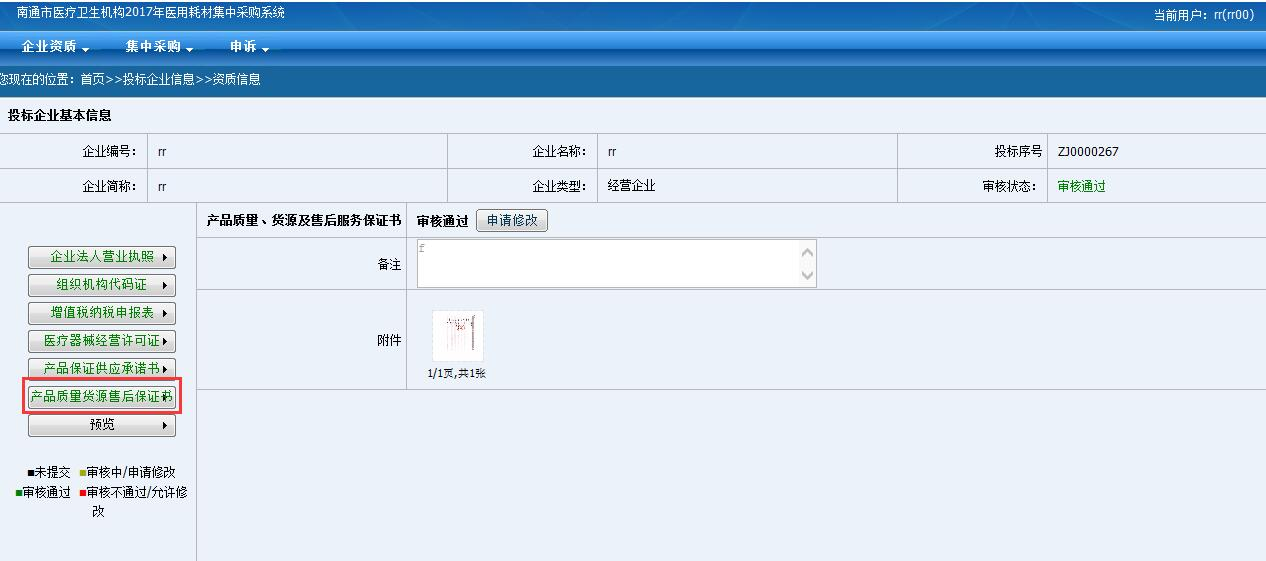 南通市医疗卫生机构2017年医用耗材集中采购系统
当前用户：rr(rr00)
企业资质 集中采购 申诉
您现在的位置：首页>>投标企业信息>>资质信息
投标企业基本信息
企业编号： rr 企业名称： rr 投标序号 ZJ0000267
企业简称： rr 企业类型： 经营企业 审核状态： 审核通过
产品质量、货源及售后服务保证书 审核通过 申请修改
备注 f
附件
1/1页,共1张
企业法人营业执照
组织机构代码证
增值税纳税申报表
医疗器械经营许可证
产品保证供应承诺书
产品质量货源售后保证书
预览
■未提交 ■审核中/申请修改
■审核通过 ■审核不通过/允许修
改